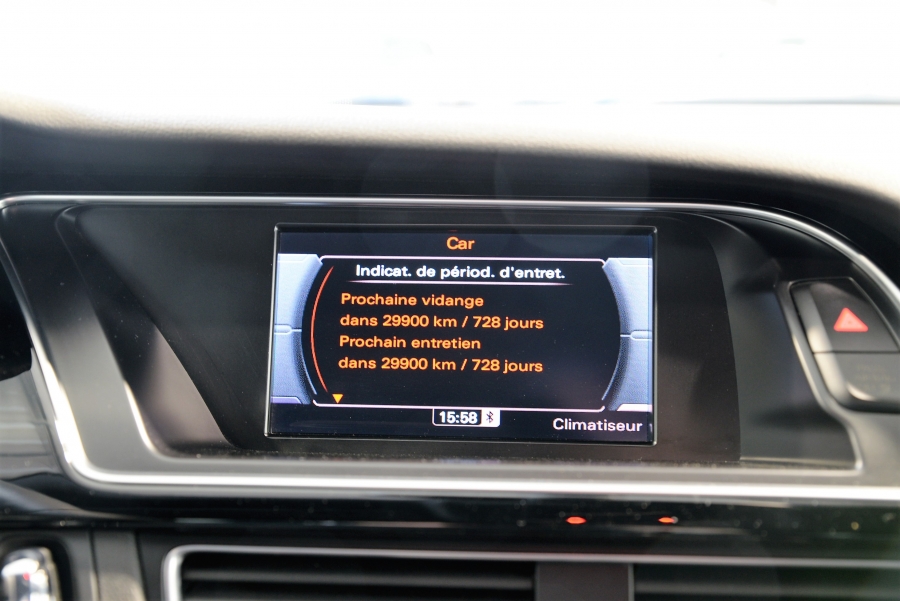 Car
Indicat. de périod. d'entret.
Prochaine vidange
dans 29900 km / 728 jours
Prochain entretien
dans 29900 km / 728 jours
15:58
Climatiseur